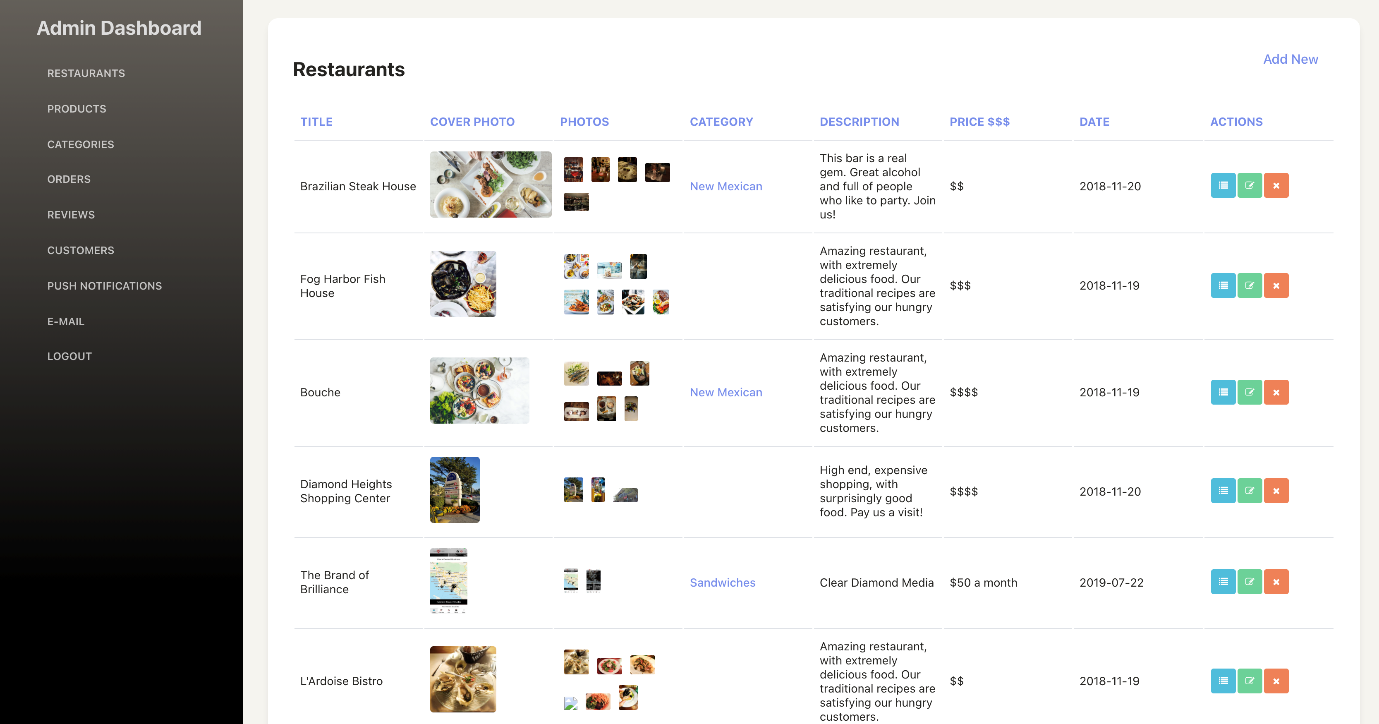 Admin Dashboard
RESTAURANTS
PRODUCTS
CATEGORIES
ORDERS
REVIEWS
CUSTOMERS
PUSH NOTIFICATIONS
E-MAIL
LOGOUT
Add New
Restaurants
TITLE COVER PHOTO PHOTOS CATEGORY DESCRIPTION PRICE $$$ DATE ACTIONS
Brazilian Steak House
New Mexican
This bar is a real
gem. Great alcohol
and full of people
who like to party. Join
us!
$$
2018-11-20
Fog Harbor Fish
House
Amazing restaurant,
with extremely
delicious food. Our
traditional recipes are
satisfying our hungry
customers.
$$$
2018-11-19
Bouche
New Mexican
Amazing restaurant,
with extremely
delicious food. Our
traditional recipes are
satisfying our hungry
customers.
$$$$
2018-11-19
Diamond Heights
Shopping Center
High end, expensive
shopping, with
surprisingly good
food. Pay us a visit!
$$$$
2018-11-20
The Brand of
Brilliance
Sandwiches
Clear Diamond Media
$50 a month
2019-07-22
L'Ardoise Bistro
Amazing restaurant,
with extremely
delicious food. Our
traditional recipes are
satisfying our hungry
customers.
$$
2018-11-19